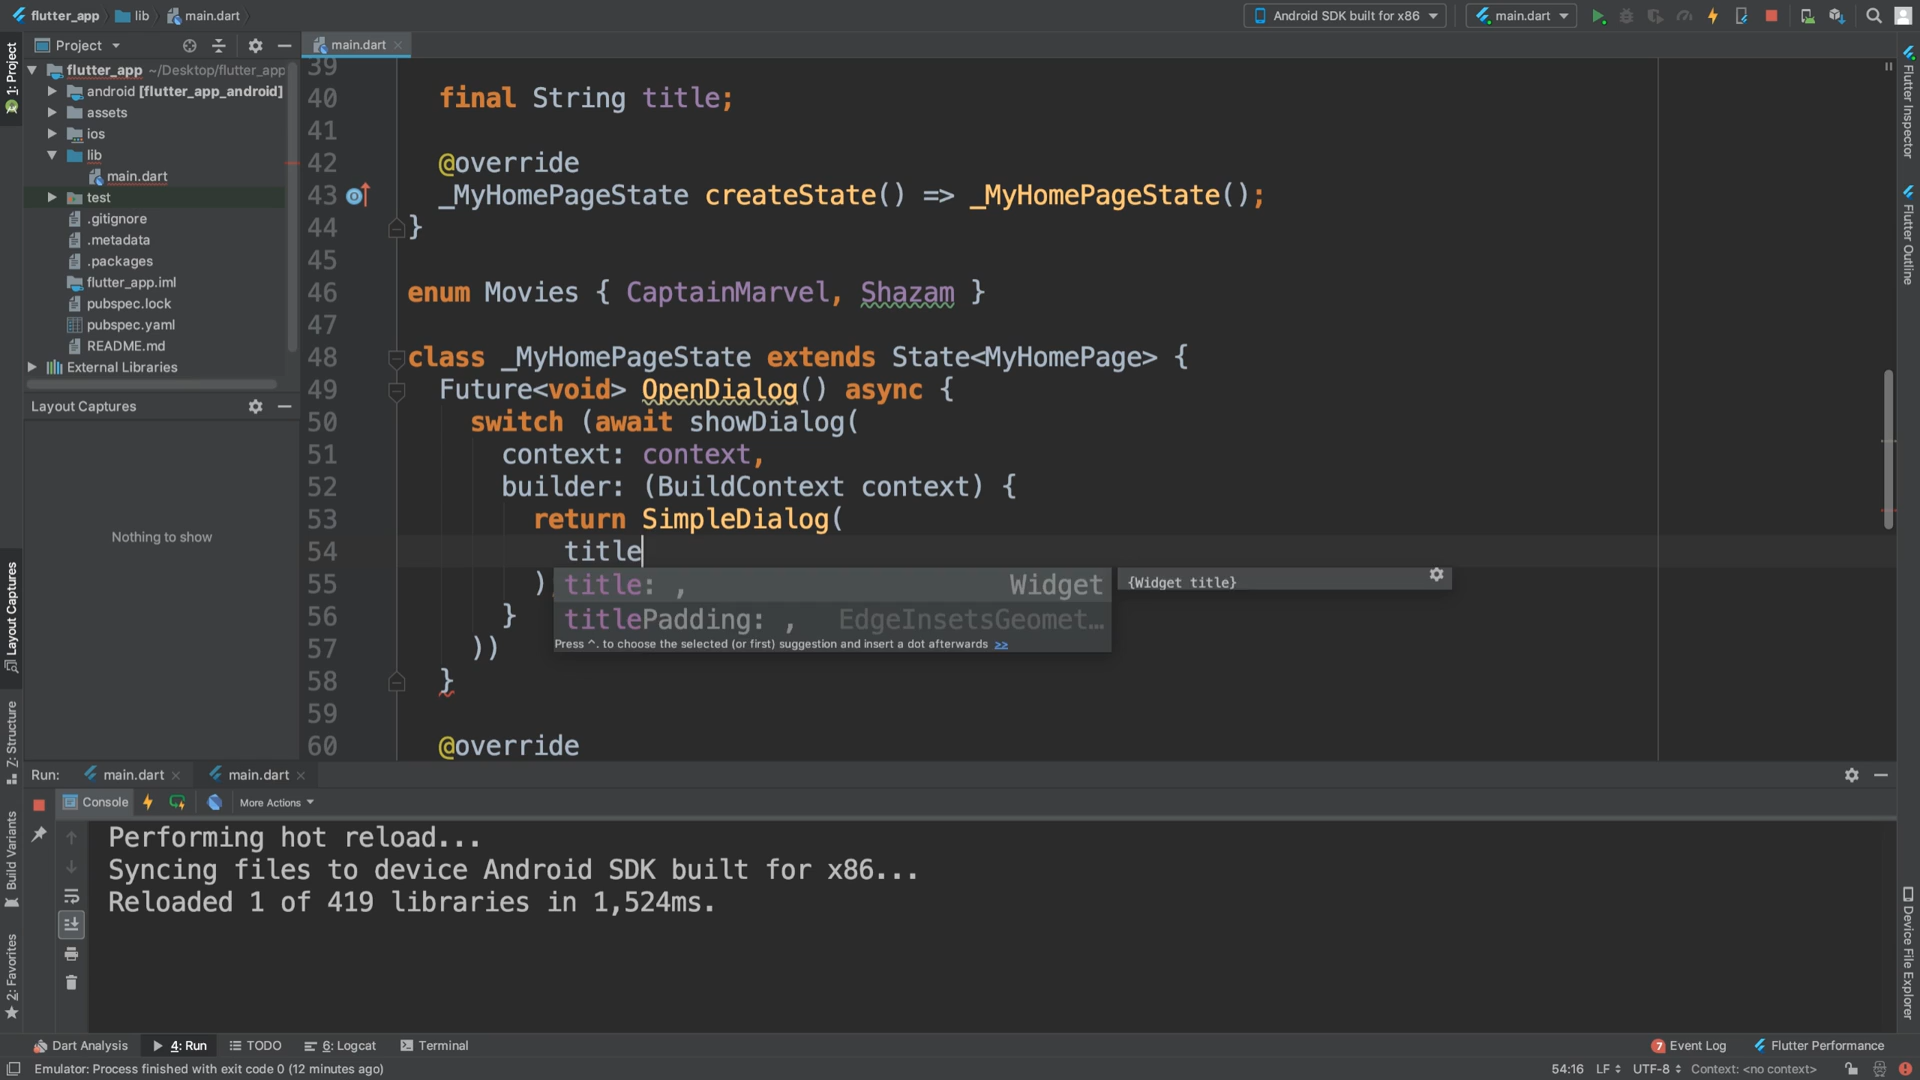 flutter_app
lib
main.dart
Android SDK built for x86
main.dart
1: Project
Project
main.dart
flutter_app ~/Desktop/flutter_app
android [flutter_app_android]
assets
ios
lib
main.dart
test
.gitignore
.metadata
.packages
flutter_app.iml
pubspec.lock
pubspec.yaml
README.md
External Libraries
Layout Captures
Nothing to show
Layout Captures
Z: Structure
Build Variants
2: Favorites
39
40 final String title;
41
42 @override
43 _MyHomePageState createState() => _MyHomePageState();
44 }
45
46 enum Movies { CaptainMarvel, Shazam }
47
48 class _MyHomePageState extends State<MyHomePage> {
49 Future<void> OpenDialog() async {
50 switch (await showDialog(
51 context: context,
52 builder: (BuildContext context) {
53 return SimpleDialog(
54 title
55 )
56 }
57 ))
58 }
59
60 @override
title: , Widget
titlePadding: , EdgeInsetsGeomet…
Press ^. to choose the selected (or first) suggestion and insert a dot afterwards >>
{Widget title}
Flutter Inspector
Flutter Outline
Device File Explorer
Run: main.dart main.dart
Console
More Actions
Performing hot reload...
Syncing files to device Android SDK built for x86...
Reloaded 1 of 419 libraries in 1,524ms.
Dart Analysis
4: Run
TODO
6: Logcat
Terminal
7 Event Log
Flutter Performance
Emulator: Process finished with exit code 0 (12 minutes ago)
54:16 LF UTF-8 Context: <no context>